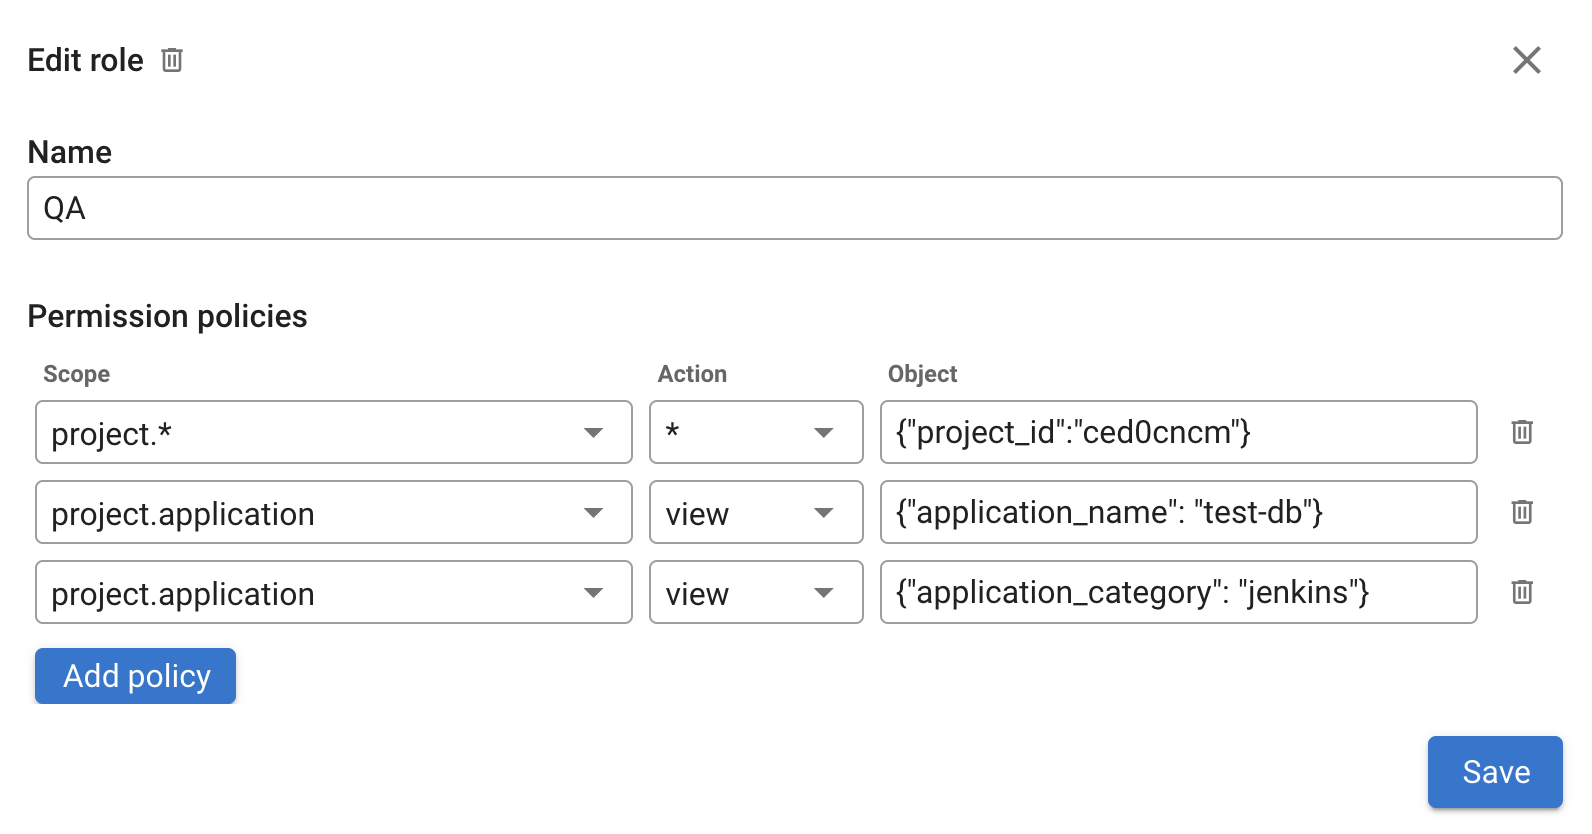 Edit role
Name
QA
Permission policies
Scope Action Object
project.* * {"project_id":"ced0cncm"}
project.application view {"application_name": "test-db"}
project.application view {"application_category": "jenkins"}
Add policy
Save